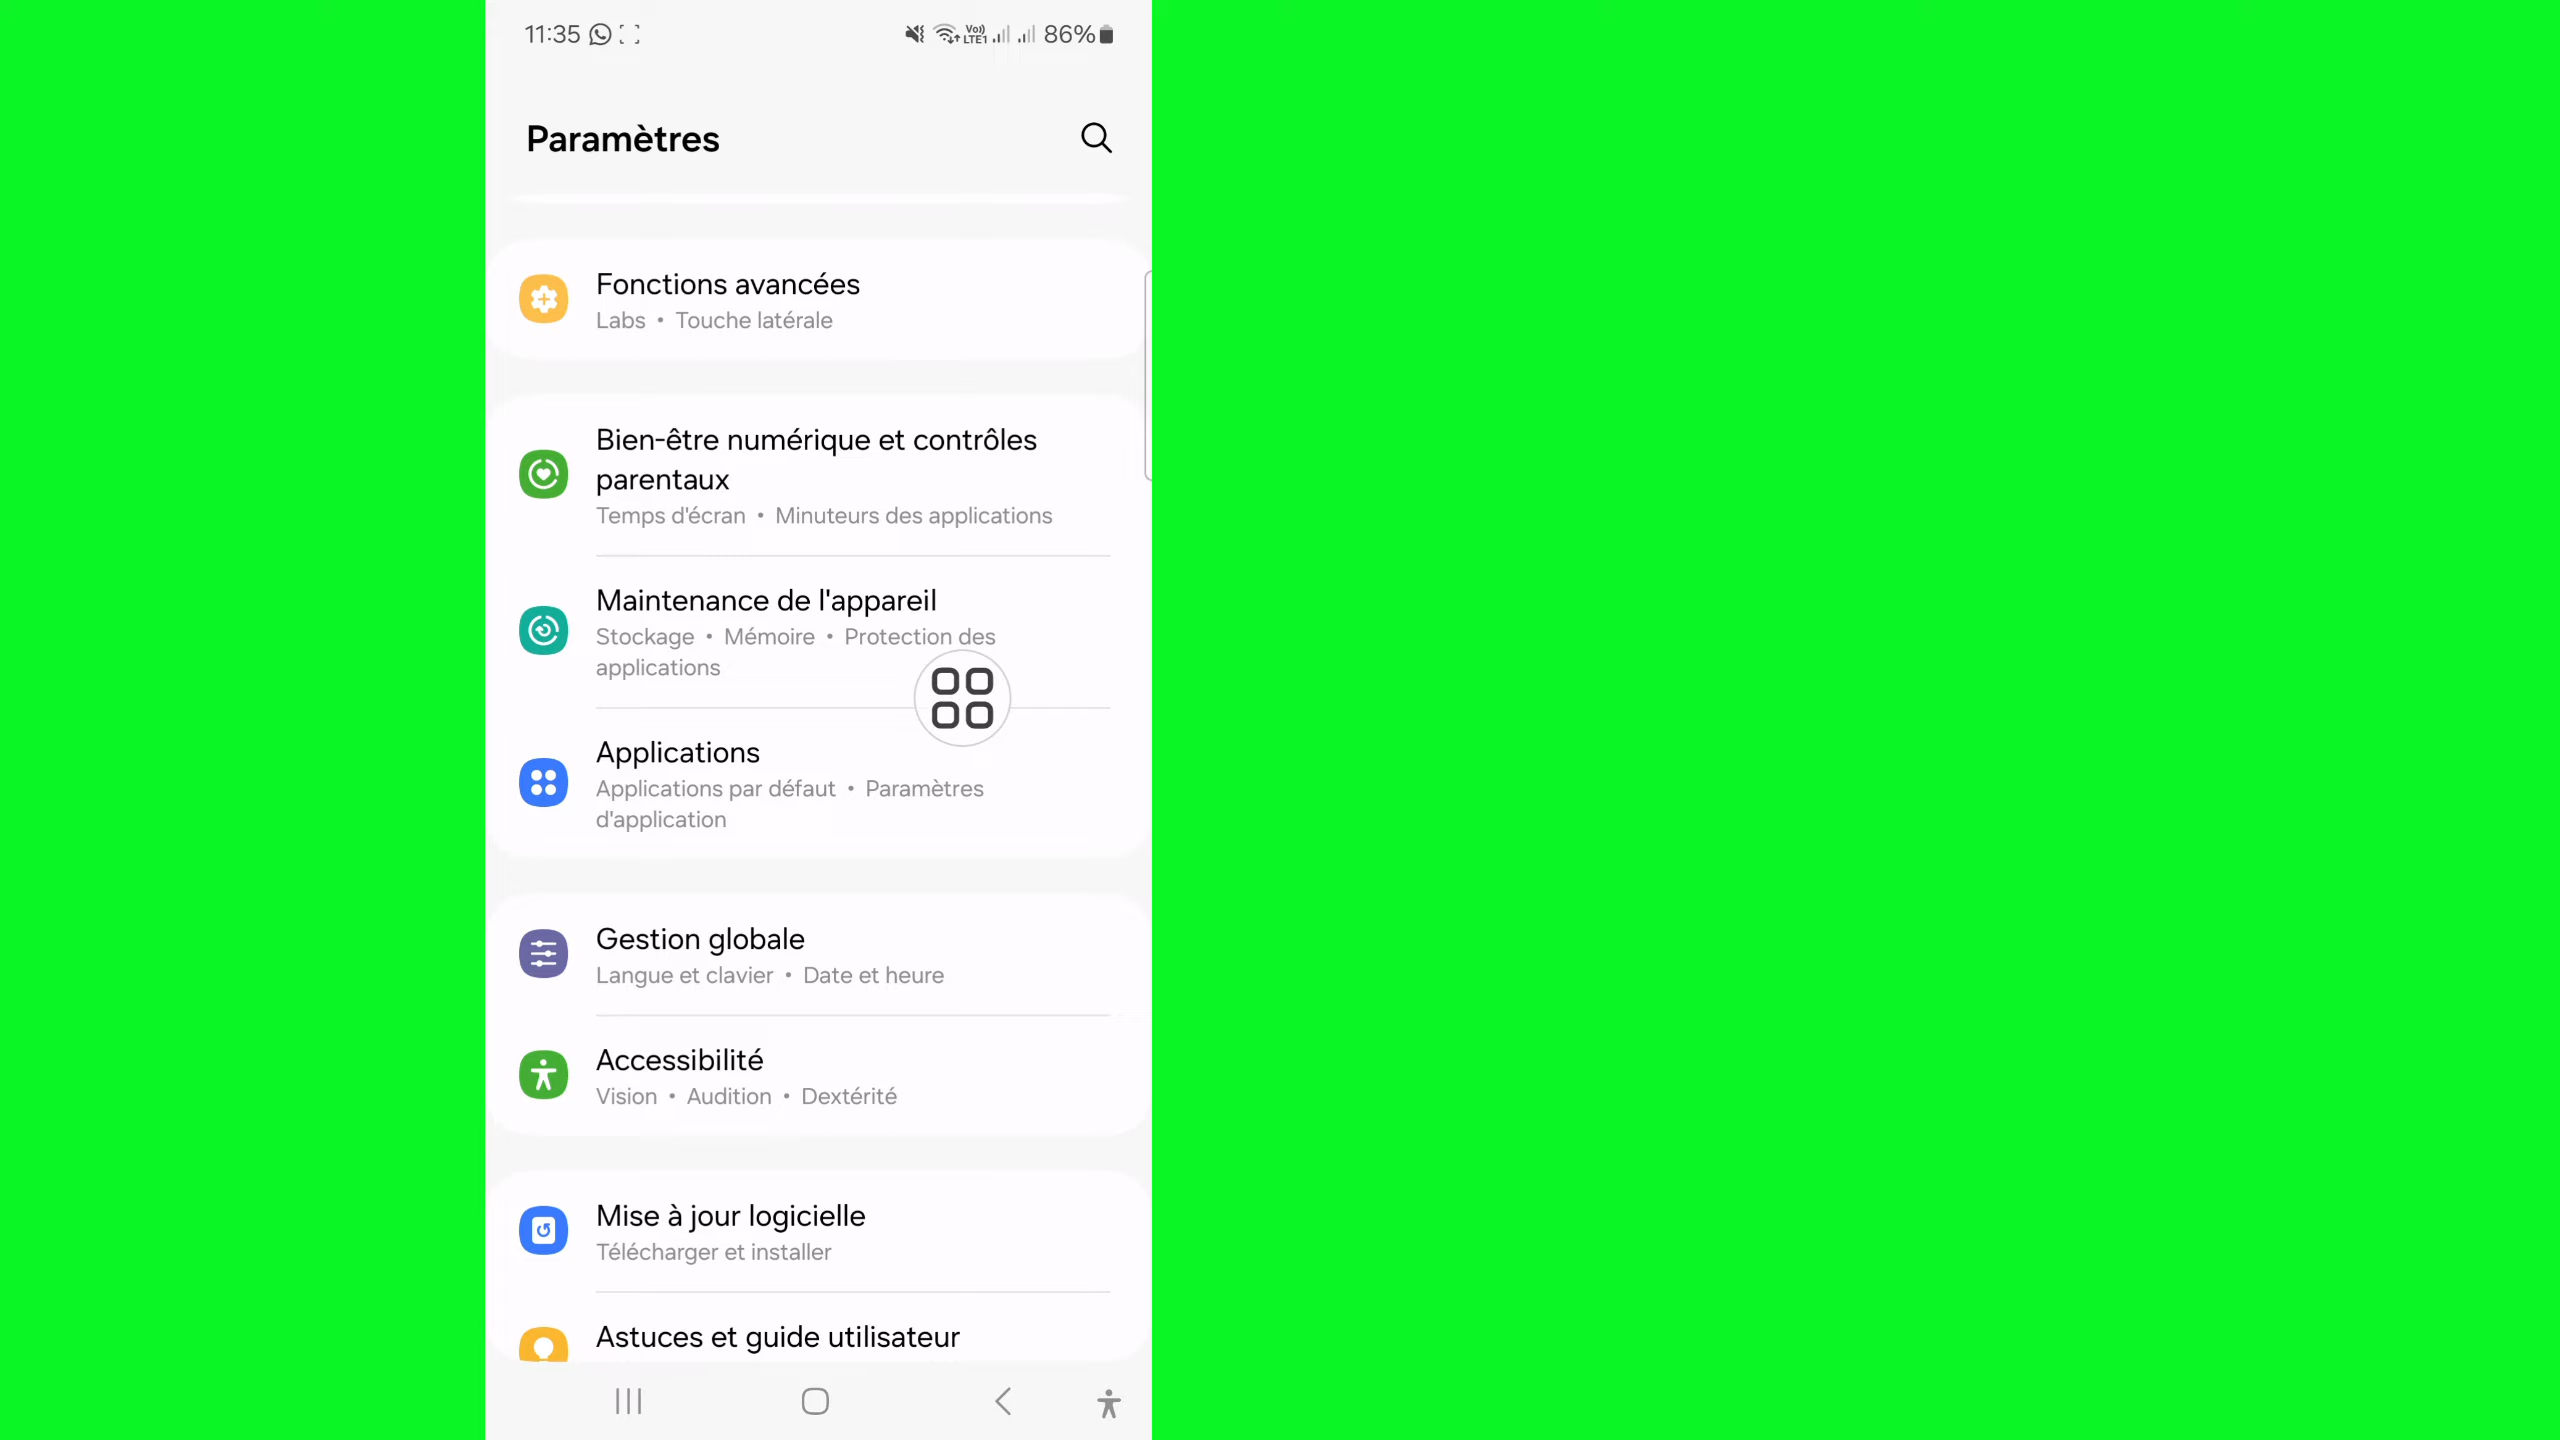 11:35 86%
Paramètres
Fonctions avancées
Labs • Touche latérale
Bien-être numérique et contrôles
parentaux
Temps d'écran • Minuteurs des applications
Maintenance de l'appareil
Stockage • Mémoire • Protection des
applications
Applications
Applications par défaut • Paramètres
d'application
Gestion globale
Langue et clavier • Date et heure
Accessibilité
Vision • Audition • Dextérité
Mise à jour logicielle
Télécharger et installer
Astuces et guide utilisateur